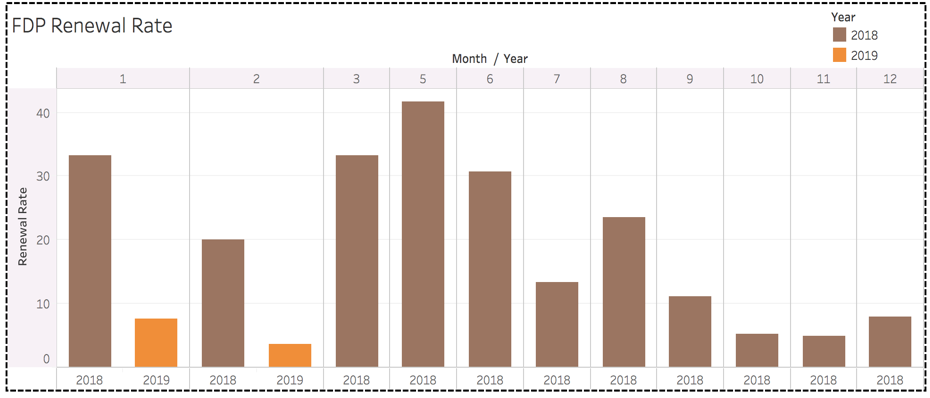 FDP Renewal Rate
Year
2018
2019
Month / Year
1 2 3 5 6 7 8 9 10 11 12
Renewal Rate
40
30
20
10
0
2018 2019 2018 2019 2018 2018 2018 2018 2018 2018 2018 2018 2018